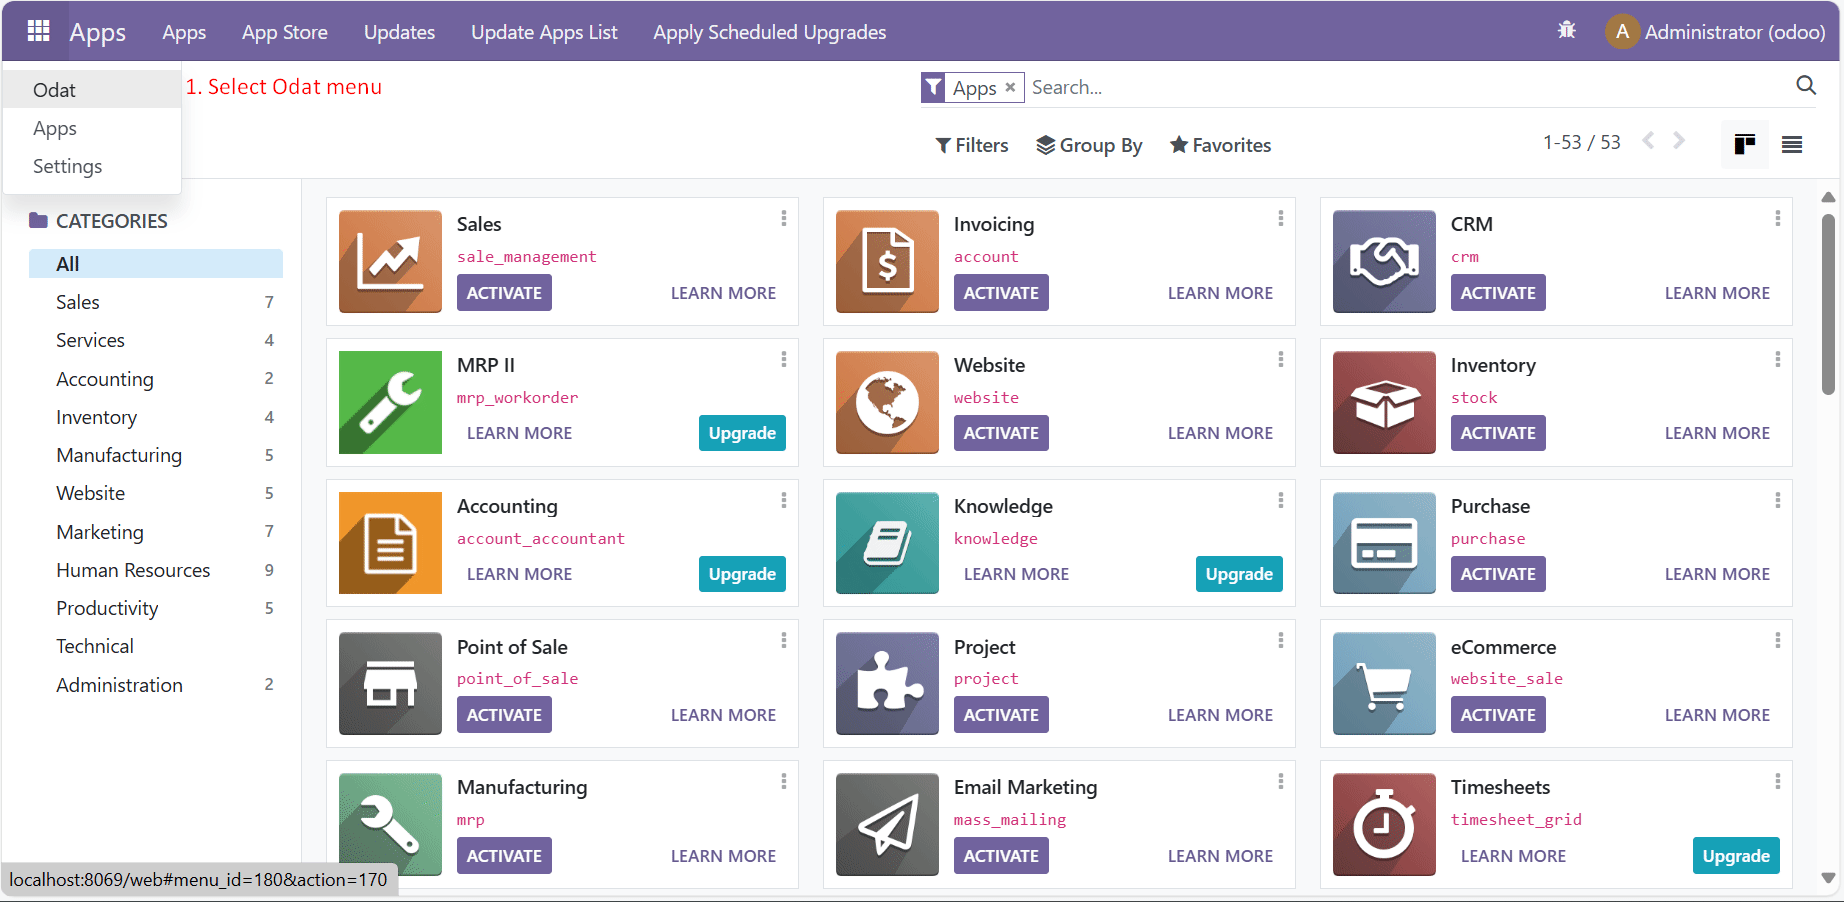 Apps Apps App Store Updates Update Apps List Apply Scheduled Upgrades A Administrator (odoo)
Odat
Apps
Settings
1. Select Odat menu
Apps × Search...
Filters Group By Favorites 1-53 / 53
CATEGORIES
All
Sales 7
Services 4
Accounting 2
Inventory 4
Manufacturing 5
Website 5
Marketing 7
Human Resources 9
Productivity 5
Technical
Administration 2
Sales
sale_management
ACTIVATE LEARN MORE
Invoicing
account
ACTIVATE LEARN MORE
CRM
crm
ACTIVATE LEARN MORE
MRP II
mrp_workorder
LEARN MORE Upgrade
Website
website
ACTIVATE LEARN MORE
Inventory
stock
ACTIVATE LEARN MORE
Accounting
account_accountant
LEARN MORE Upgrade
Knowledge
knowledge
LEARN MORE Upgrade
Purchase
purchase
ACTIVATE LEARN MORE
Point of Sale
point_of_sale
ACTIVATE LEARN MORE
Project
project
ACTIVATE LEARN MORE
eCommerce
website_sale
ACTIVATE LEARN MORE
Manufacturing
mrp
ACTIVATE LEARN MORE
Email Marketing
mass_mailing
ACTIVATE LEARN MORE
Timesheets
timesheet_grid
LEARN MORE Upgrade
localhost:8069/web#menu_id=180&action=170